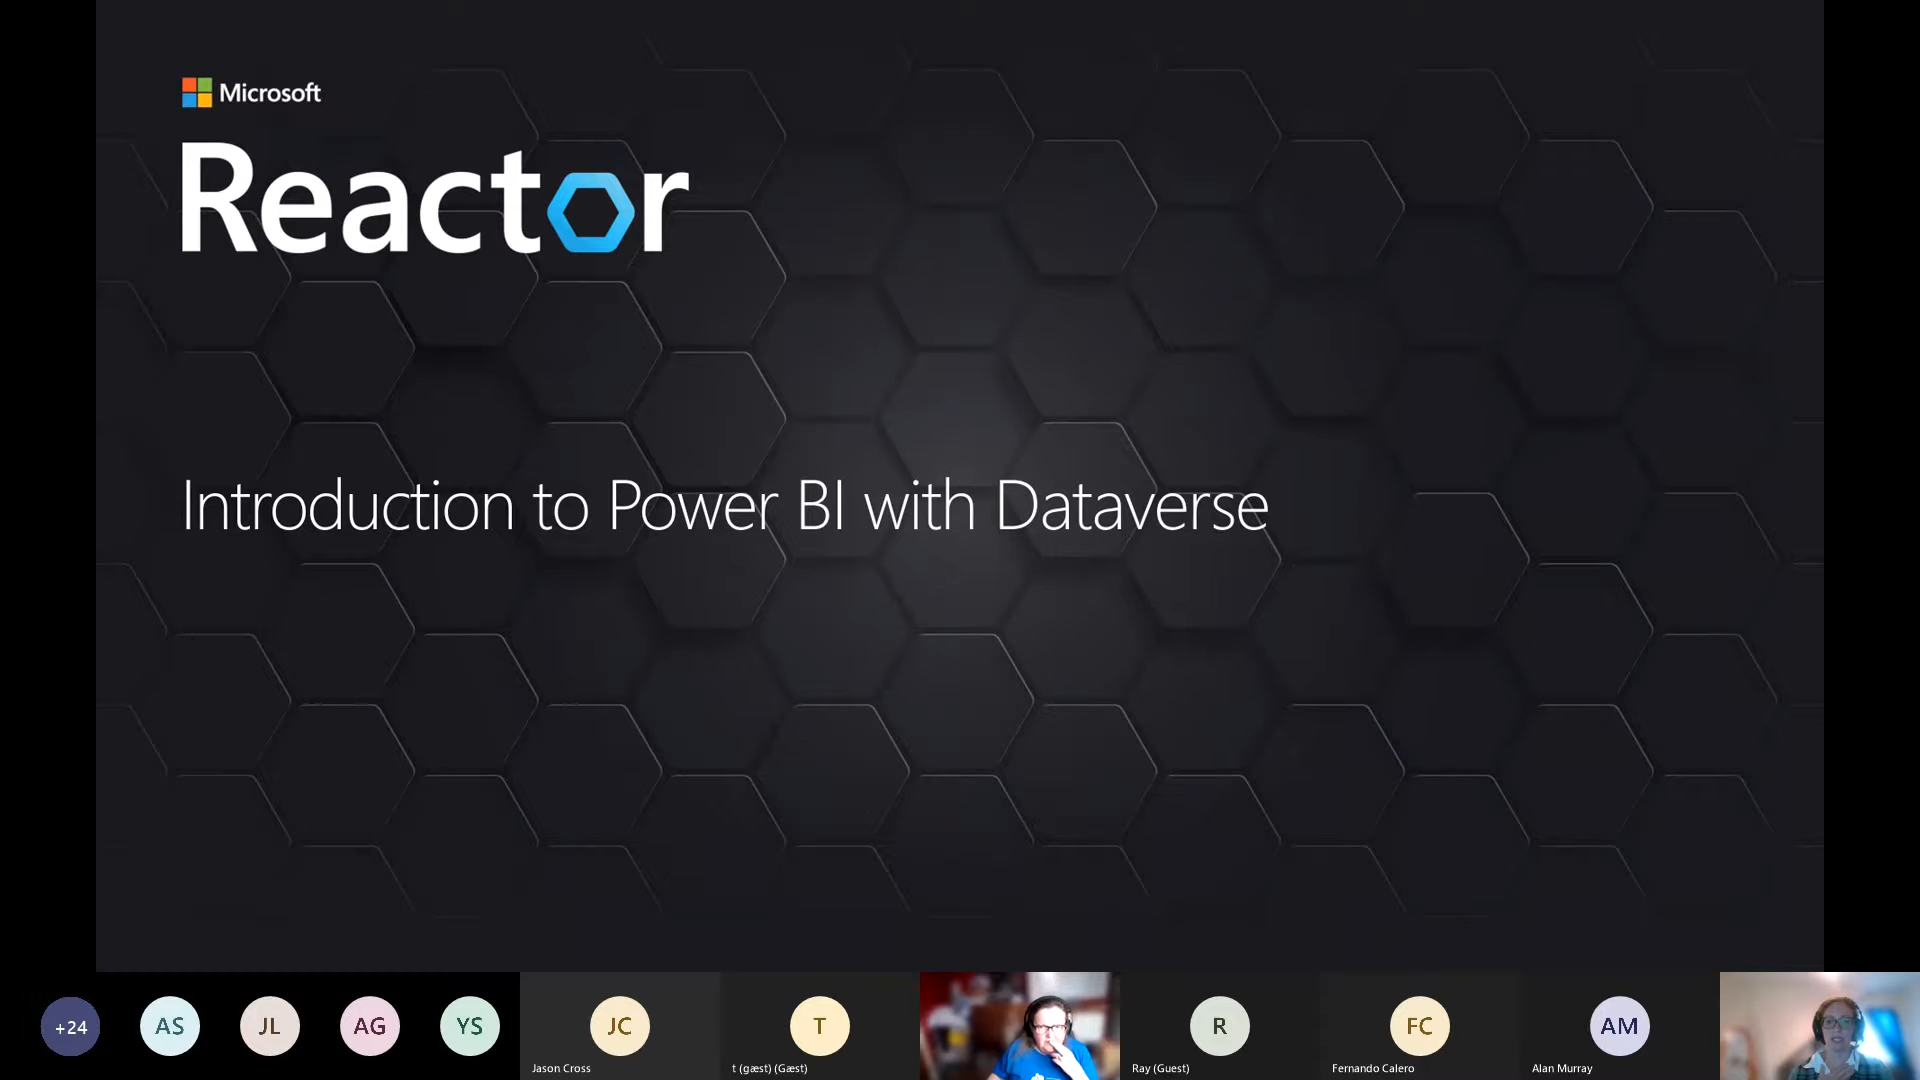 Microsoft
Reactor
Introduction to Power BI with Dataverse
+24
AS
JL
AG
YS
JC
T
R
FC
AM
Jason Cross
t (gæst) (Gæst)
Ray (Guest)
Fernando Calero
Alan Murray